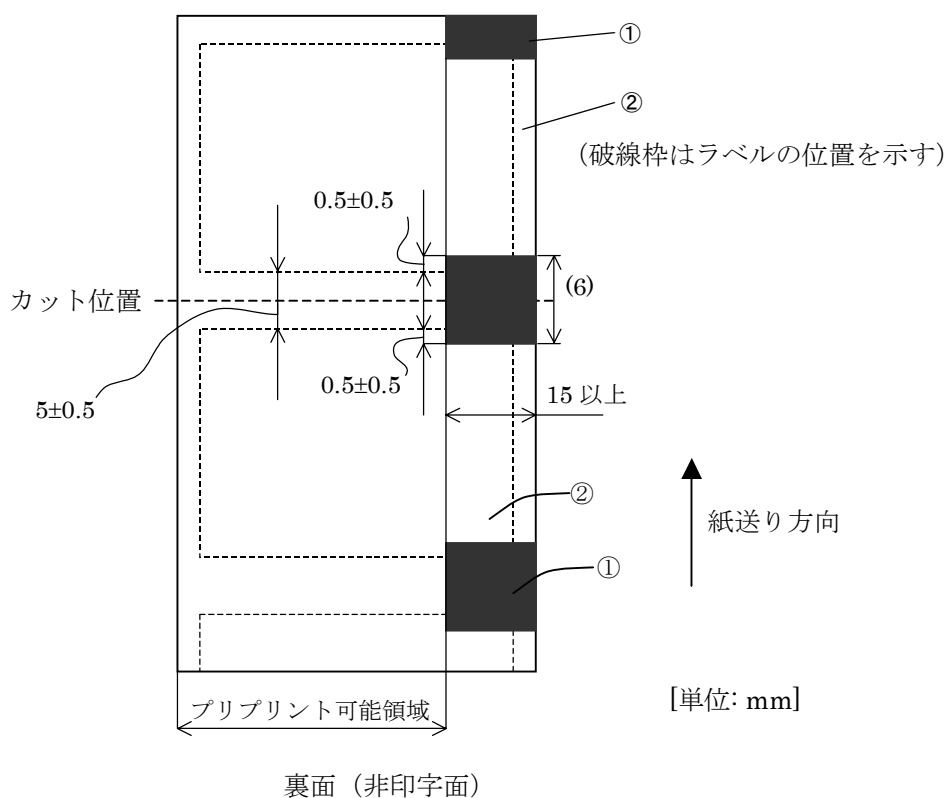 ①
②
(破線枠はラベルの位置を示す)
0.5±0.5
カット位置
(6)
0.5±0.5
15 以上
5±0.5
②
紙送り方向
①
[単位: mm]
プリプリント可能領域
裏面（非印字面）